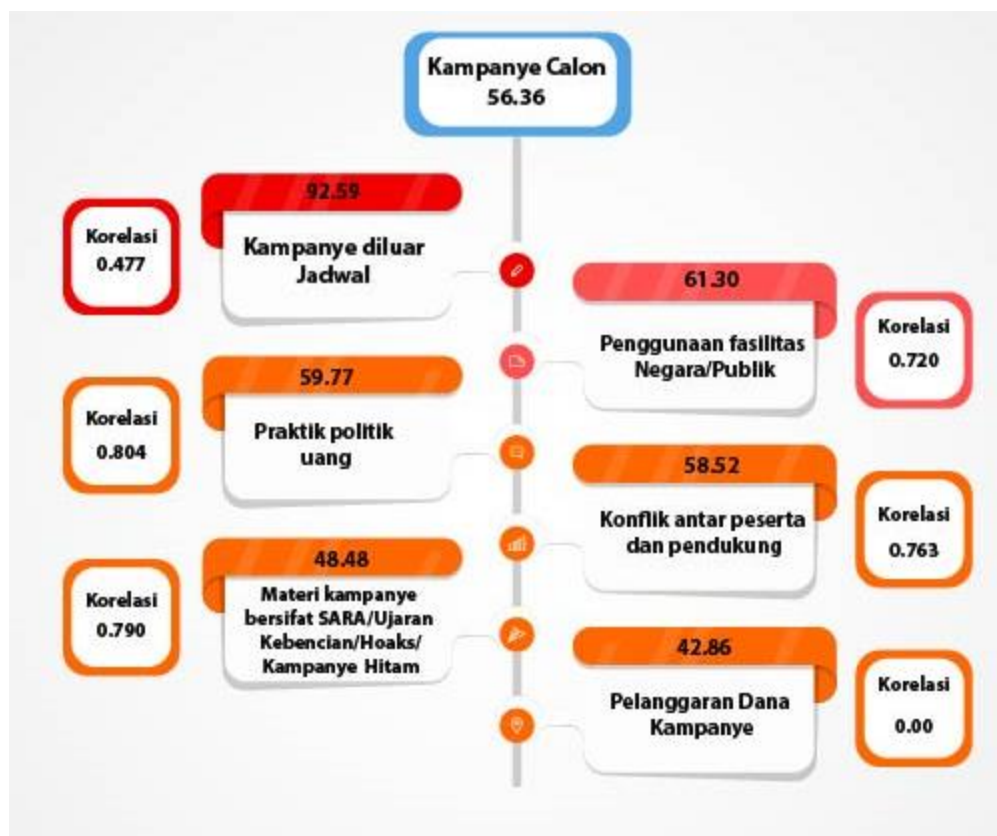 Kampanye Calon
56.36
92.59
Kampanye diluar
Jadwal
Korelasi
0.477
61.30
Penggunaan fasilitas
Negara/Publik
Korelasi
0.720
59.77
Praktik politik
uang
Korelasi
0.804
58.52
Konflik antar peserta
dan pendukung
Korelasi
0.763
48.48
Materi kampanye
bersifat SARA/Ujaran
Kebencian/Hoaks/
Kampanye Hitam
Korelasi
0.790
42.86
Pelanggaran Dana
Kampanye
Korelasi
0.00